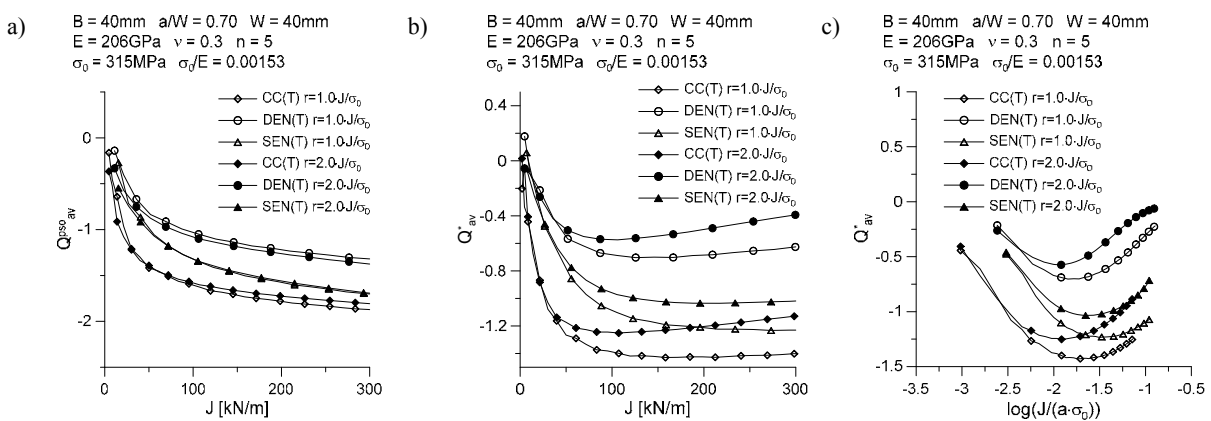 a)
B = 40mm a/W = 0.70 W = 40mm
E = 206GPa ν = 0.3 n = 5
σ₀ = 315MPa σ₀/E = 0.00153
CC(T) r=1.0·J/σ₀
DEN(T) r=1.0·J/σ₀
SEN(T) r=1.0·J/σ₀
CC(T) r=2.0·J/σ₀
DEN(T) r=2.0·J/σ₀
SEN(T) r=2.0·J/σ₀
0
-1
-2
Qᵖˢᵒav
0 100 200 300
J [kN/m]
b)
B = 40mm a/W = 0.70 W = 40mm
E = 206GPa ν = 0.3 n = 5
σ₀ = 315MPa σ₀/E = 0.00153
CC(T) r=1.0·J/σ₀
DEN(T) r=1.0·J/σ₀
SEN(T) r=1.0·J/σ₀
CC(T) r=2.0·J/σ₀
DEN(T) r=2.0·J/σ₀
SEN(T) r=2.0·J/σ₀
0.4
0
-0.4
-0.8
-1.2
Q*av
0 100 200 300
J [kN/m]
c)
B = 40mm a/W = 0.70 W = 40mm
E = 206GPa ν = 0.3 n = 5
σ₀ = 315MPa σ₀/E = 0.00153
CC(T) r=1.0·J/σ₀
DEN(T) r=1.0·J/σ₀
SEN(T) r=1.0·J/σ₀
CC(T) r=2.0·J/σ₀
DEN(T) r=2.0·J/σ₀
SEN(T) r=2.0·J/σ₀
1
0.5
0
-0.5
-1
-1.5
Q*av
-3.5 -3 -2.5 -2 -1.5 -1 -0.5
log(J/(a·σ₀))